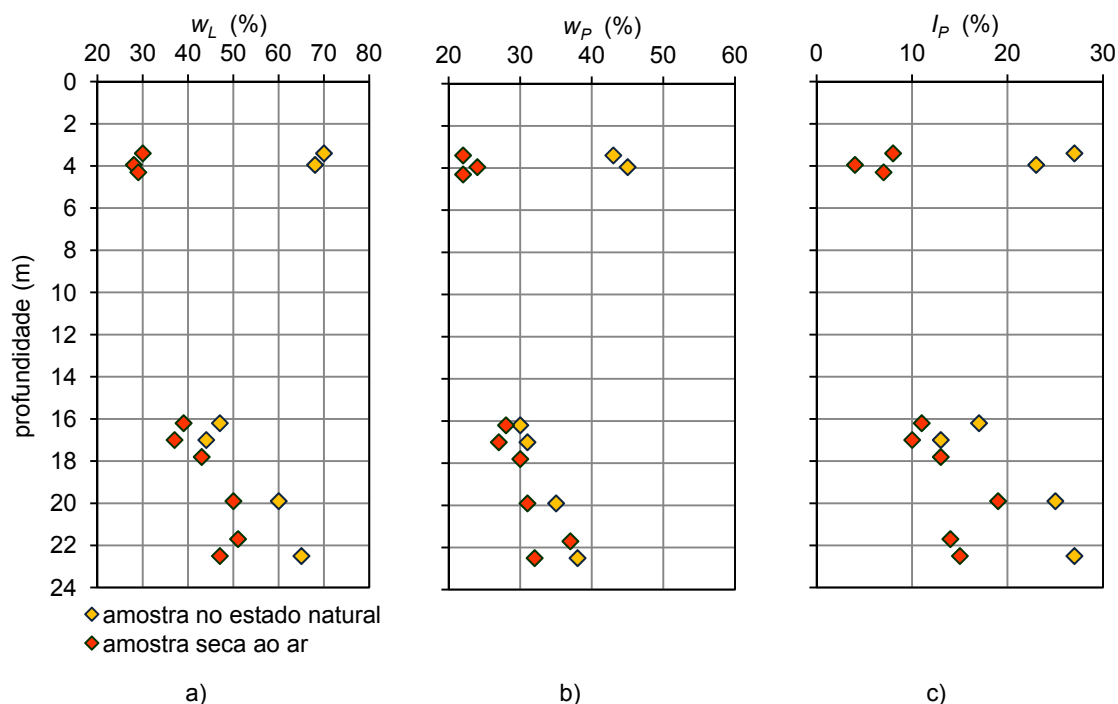 w_L (%) w_P (%) I_P (%)
20 30 40 50 60 70 80 20 30 40 50 60 0 10 20 30
0
2
4
6
8
10
12
14
16
18
20
22
24
profundidade (m)
amostra no estado natural
amostra seca ao ar
a) b) c)